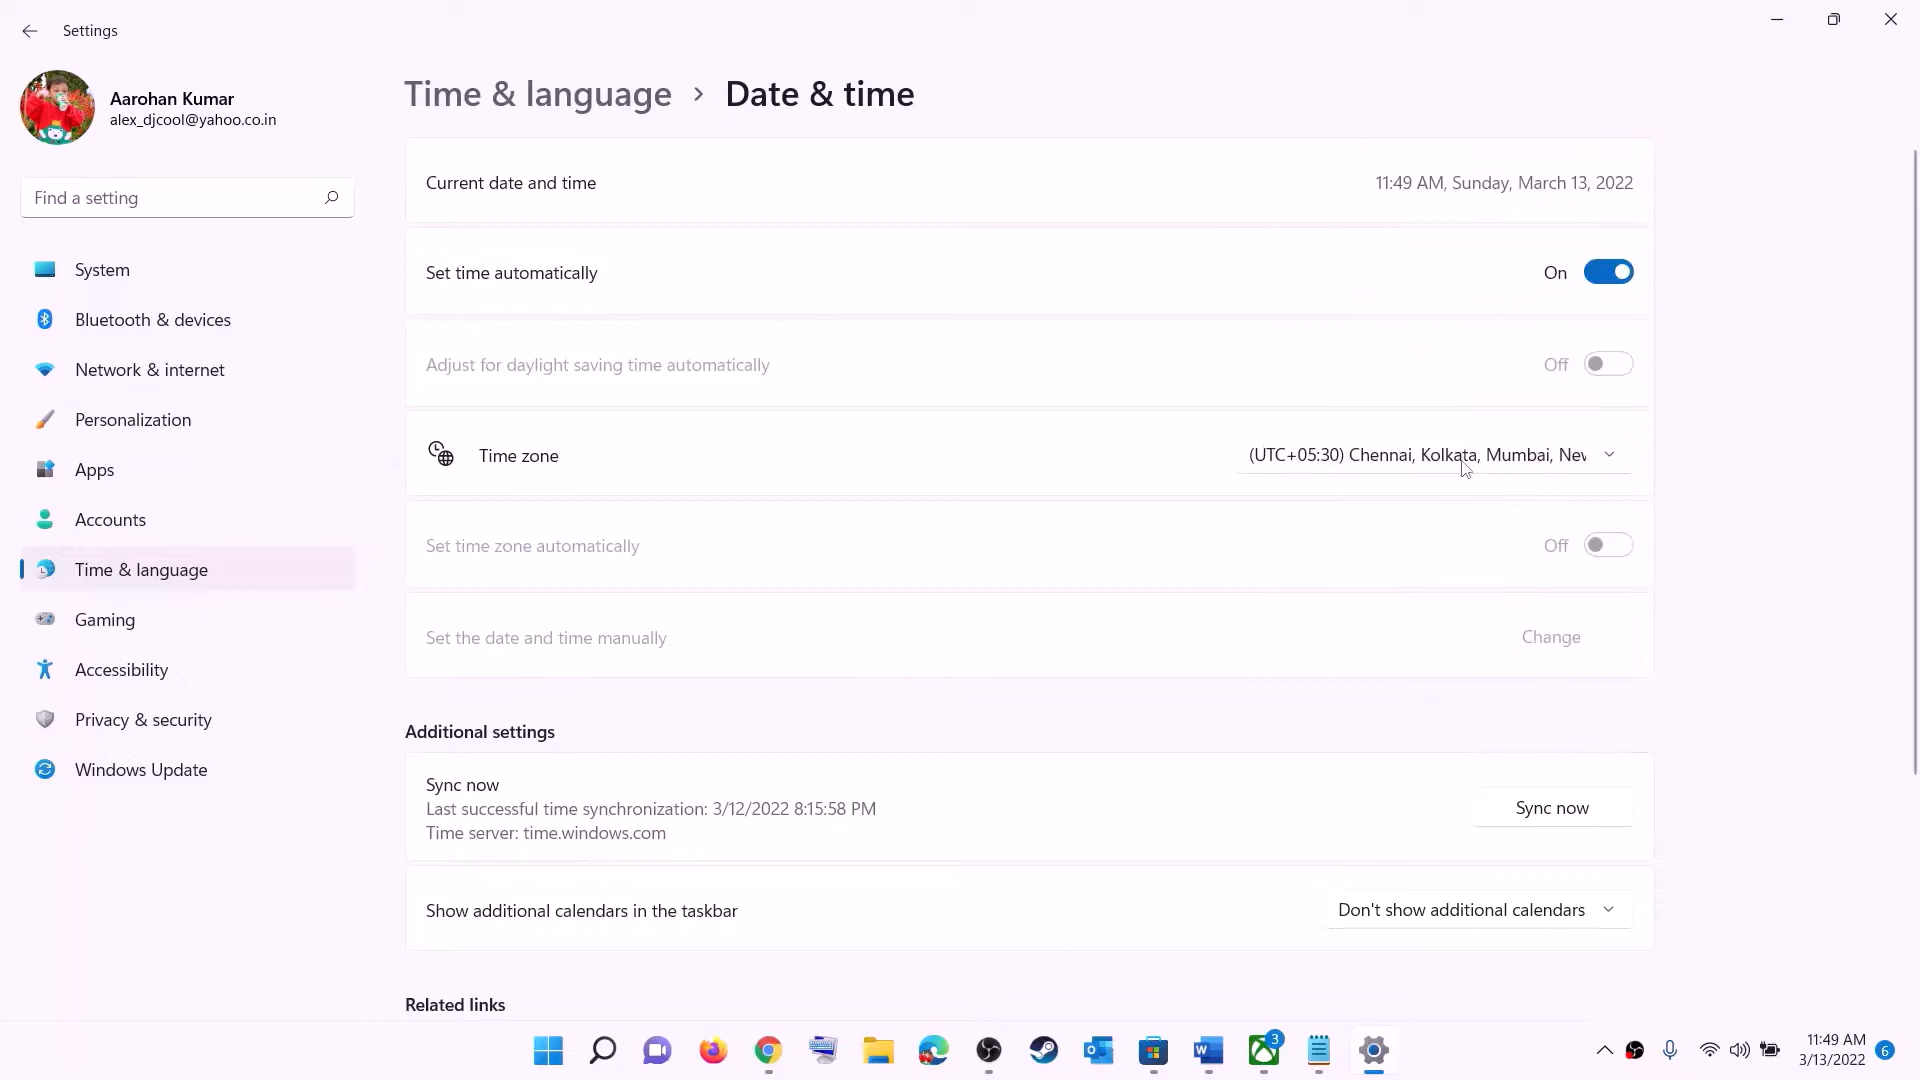 Settings
Aarohan Kumar
alex_djcool@yahoo.co.in
Find a setting
System
Bluetooth & devices
Network & internet
Personalization
Apps
Accounts
Time & language
Gaming
Accessibility
Privacy & security
Windows Update
Time & language > Date & time
Current date and time 11:49 AM, Sunday, March 13, 2022
Set time automatically On
Adjust for daylight saving time automatically Off
Time zone (UTC+05:30) Chennai, Kolkata, Mumbai, Nev
Set time zone automatically Off
Set the date and time manually Change
Additional settings
Sync now
Last successful time synchronization: 3/12/2022 8:15:58 PM
Time server: time.windows.com
Sync now
Show additional calendars in the taskbar Don't show additional calendars
Related links
3
11:49 AM
3/13/2022
6